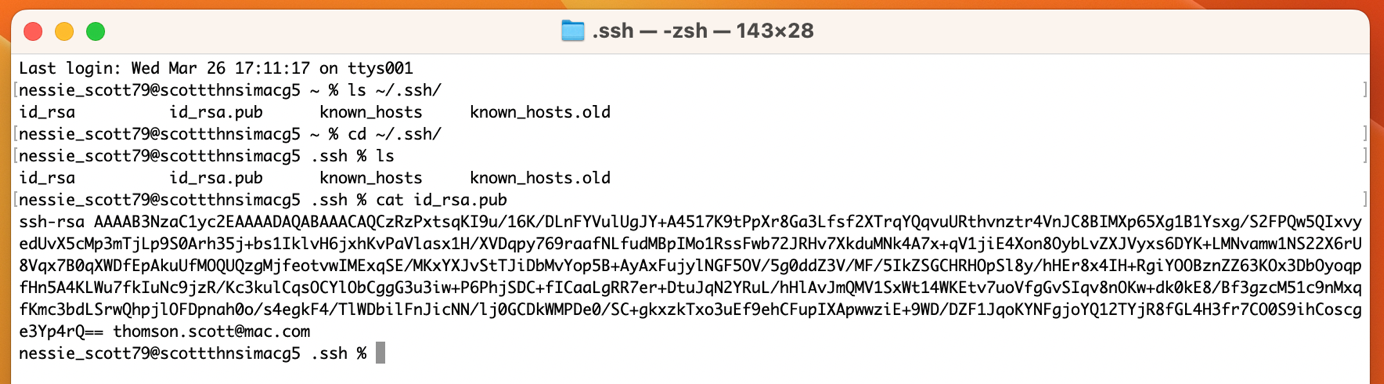 .ssh — -zsh — 143×28
Last login: Wed Mar 26 17:11:17 on ttys001
[nessie_scott79@scottthnsimacg5 ~ % ls ~/.ssh/ ]
id_rsa          id_rsa.pub      known_hosts     known_hosts.old
[nessie_scott79@scottthnsimacg5 ~ % cd ~/.ssh/ ]
[nessie_scott79@scottthnsimacg5 .ssh % ls ]
id_rsa          id_rsa.pub      known_hosts     known_hosts.old
[nessie_scott79@scottthnsimacg5 .ssh % cat id_rsa.pub ]
ssh-rsa AAAAB3NzaC1yc2EAAAADAQABAAACAQCzRzPxtsqKI9u/16K/DLnFYVulUgJY+A4517K9tPpXr8Ga3Lfsf2XTrqYQqvuURthvnztr4VnJC8BIMXp65Xg1B1Ysxg/S2FPQw5QIxvy
edUvX5cMp3mTjLp9S0Arh35j+bs1IklvH6jxhKvPaVlasx1H/XVDqpy769raafNLfudMBpIMo1RssFwb72JRHv7XkduMNk4A7x+qV1jiE4Xon8OybLvZXJVyxs6DYK+LMNvamw1NS22X6rU
8Vqx7B0qXWDfEpAkuUfMOQUQzgMjfeotvwIMExqSE/MKxYXJvStTJiDbMvYop5B+AyAxFujylNGF5OV/5g0ddZ3V/MF/5IkZSGCHRHOpSl8y/hHEr8x4IH+RgiYOOBznZZ63KOx3DbOyoqp
fHn5A4KLWu7fkIuNc9jzR/Kc3kulCqsOCYlObCggG3u3iw+P6PhjSDC+fICaaLgRR7er+DtuJqN2YRuL/hHlAvJmQMV1SxWt14WKEtv7uoVfgGvSIqv8nOKw+dk0kE8/Bf3gzcM51c9nMxq
fKmc3bdLSrwQhpjlOFDpnah0o/s4egkF4/TlWDbilFnJicNN/lj0GCDkWMPDe0/SC+gkxzkTxo3uEf9ehCFupIXApwwziE+9WD/DZF1JqoKYNFgjoYQ12TYjR8fGL4H3fr7CO0S9ihCoscg
e3Yp4rQ== thomson.scott@mac.com
nessie_scott79@scottthnsimacg5 .ssh %